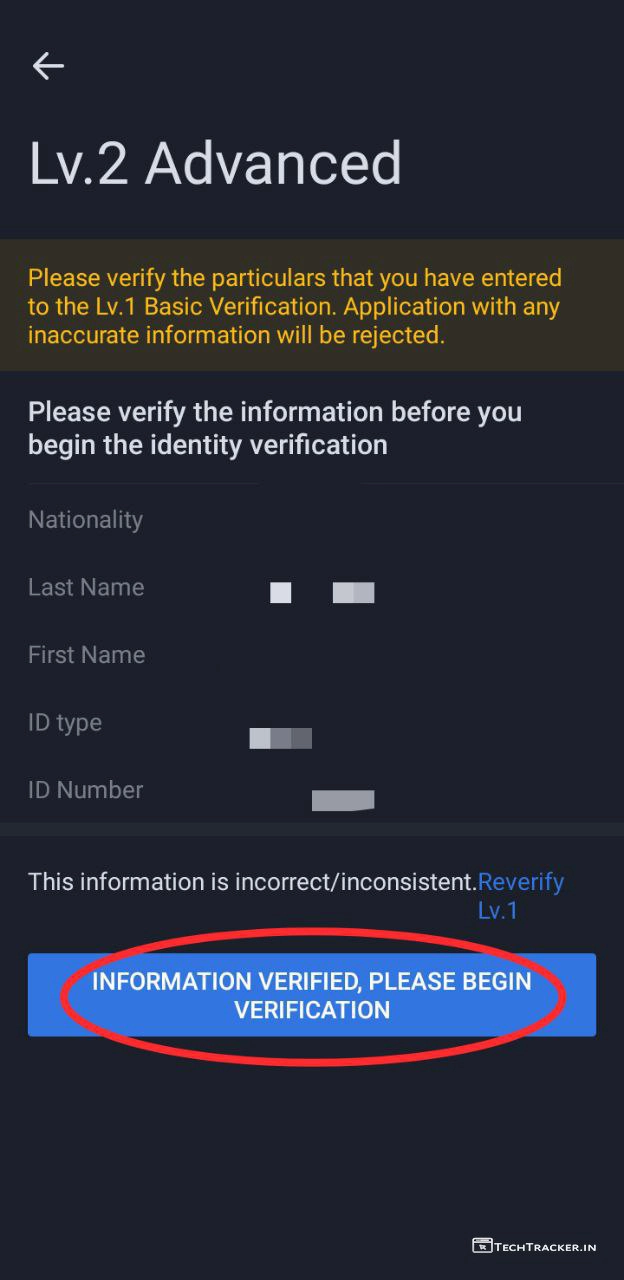 Lv.2 Advanced
Please verify the particulars that you have entered
to the Lv.1 Basic Verification. Application with any
inaccurate information will be rejected.
Please verify the information before you
begin the identity verification
Nationality
Last Name
First Name
ID type
ID Number
This information is incorrect/inconsistent.Reverify
Lv.1
INFORMATION VERIFIED, PLEASE BEGIN
VERIFICATION
TECHTRACKER.IN